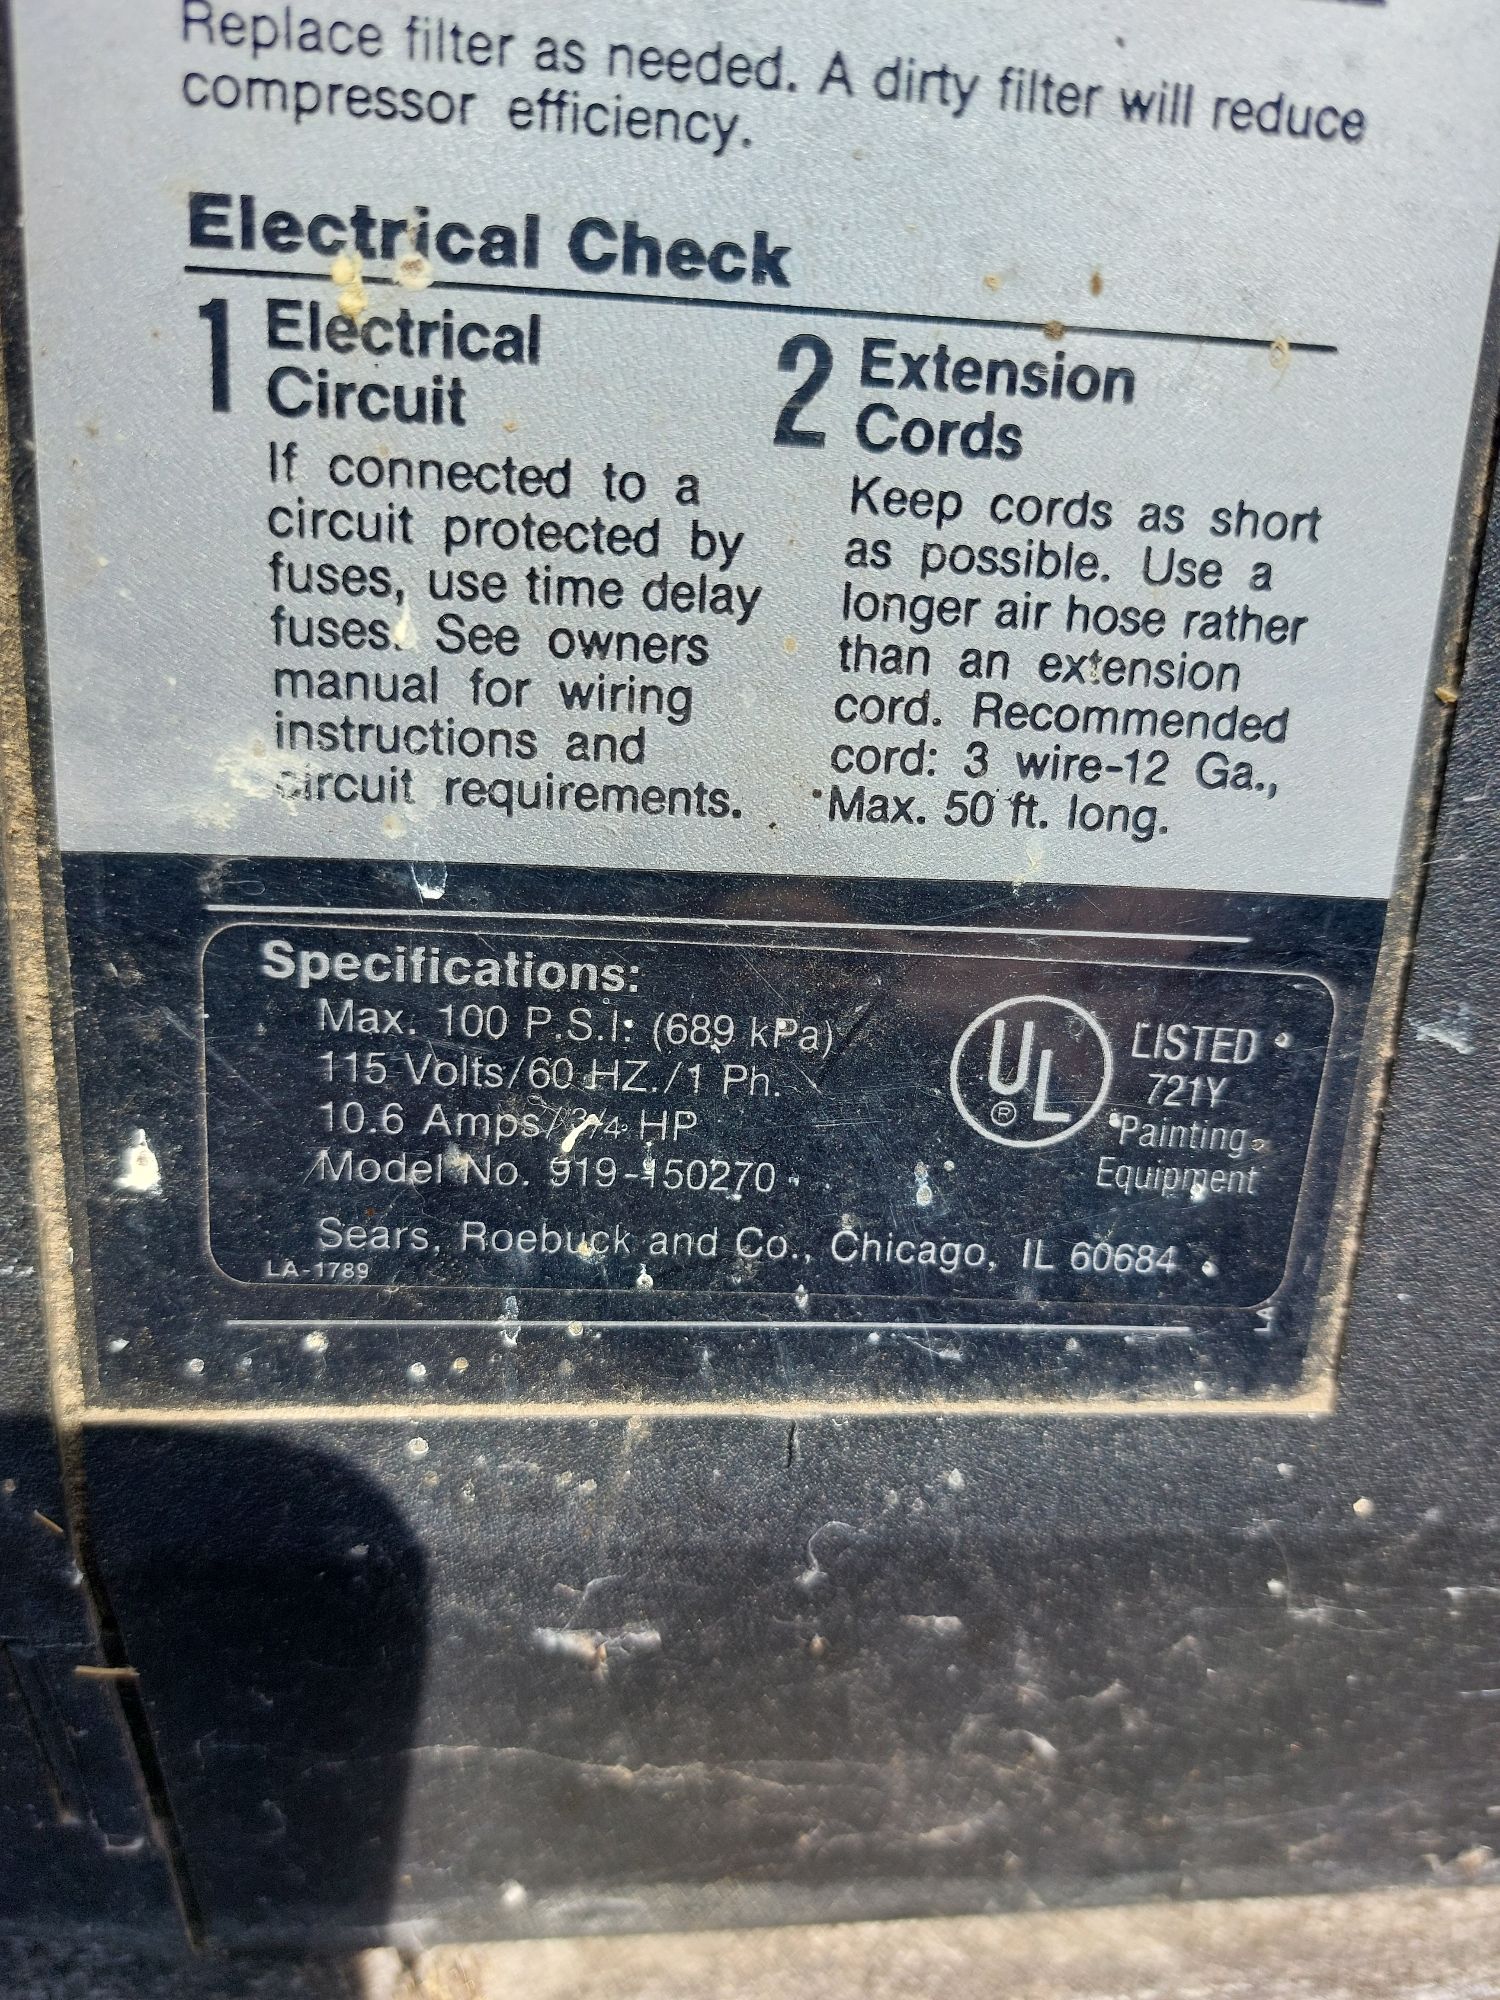 Replace filter as needed. A dirty filter will reduce
compressor efficiency.
Electrical Check
1 Electrical
Circuit
If connected to a
circuit protected by
fuses, use time delay
fuses. See owners
manual for wiring
instructions and
circuit requirements.
2 Extension
Cords
Keep cords as short
as possible. Use a
longer air hose rather
than an extension
cord. Recommended
cord: 3 wire-12 Ga.,
Max. 50 ft. long.
Specifications:
Max. 100 P.S.I. (689 kPa)
115 Volts/60 HZ./1 Ph.
10.6 Amps/3/4 HP
Model No. 919-150270
Sears, Roebuck and Co., Chicago, IL 60684
LA-1789
UL
®
LISTED
721Y
Painting
Equipment
LA